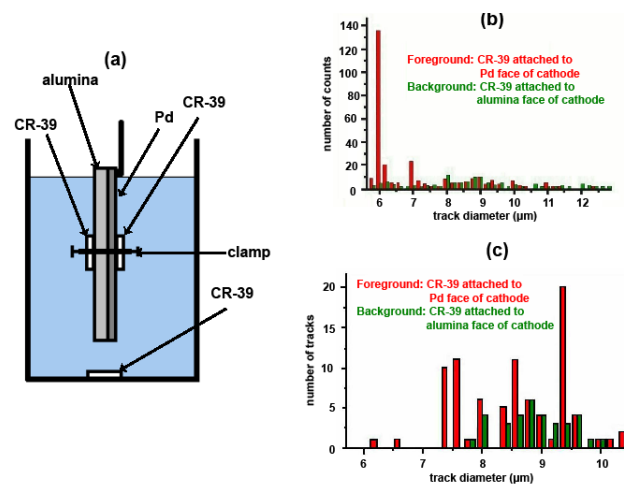 (a)
alumina
CR-39
CR-39
Pd
clamp
CR-39
(b)
number of counts
140
120
100
80
60
40
20
0
Foreground: CR-39 attached to
Pd face of cathode
Background: CR-39 attached to
alumina face of cathode
6 7 8 9 10 11 12
track diameter (µm)
(c)
number of tracks
20
15
10
5
0
Foreground: CR-39 attached to
Pd face of cathode
Background: CR-39 attached to
alumina face of cathode
6 7 8 9 10
track diameter (µm)